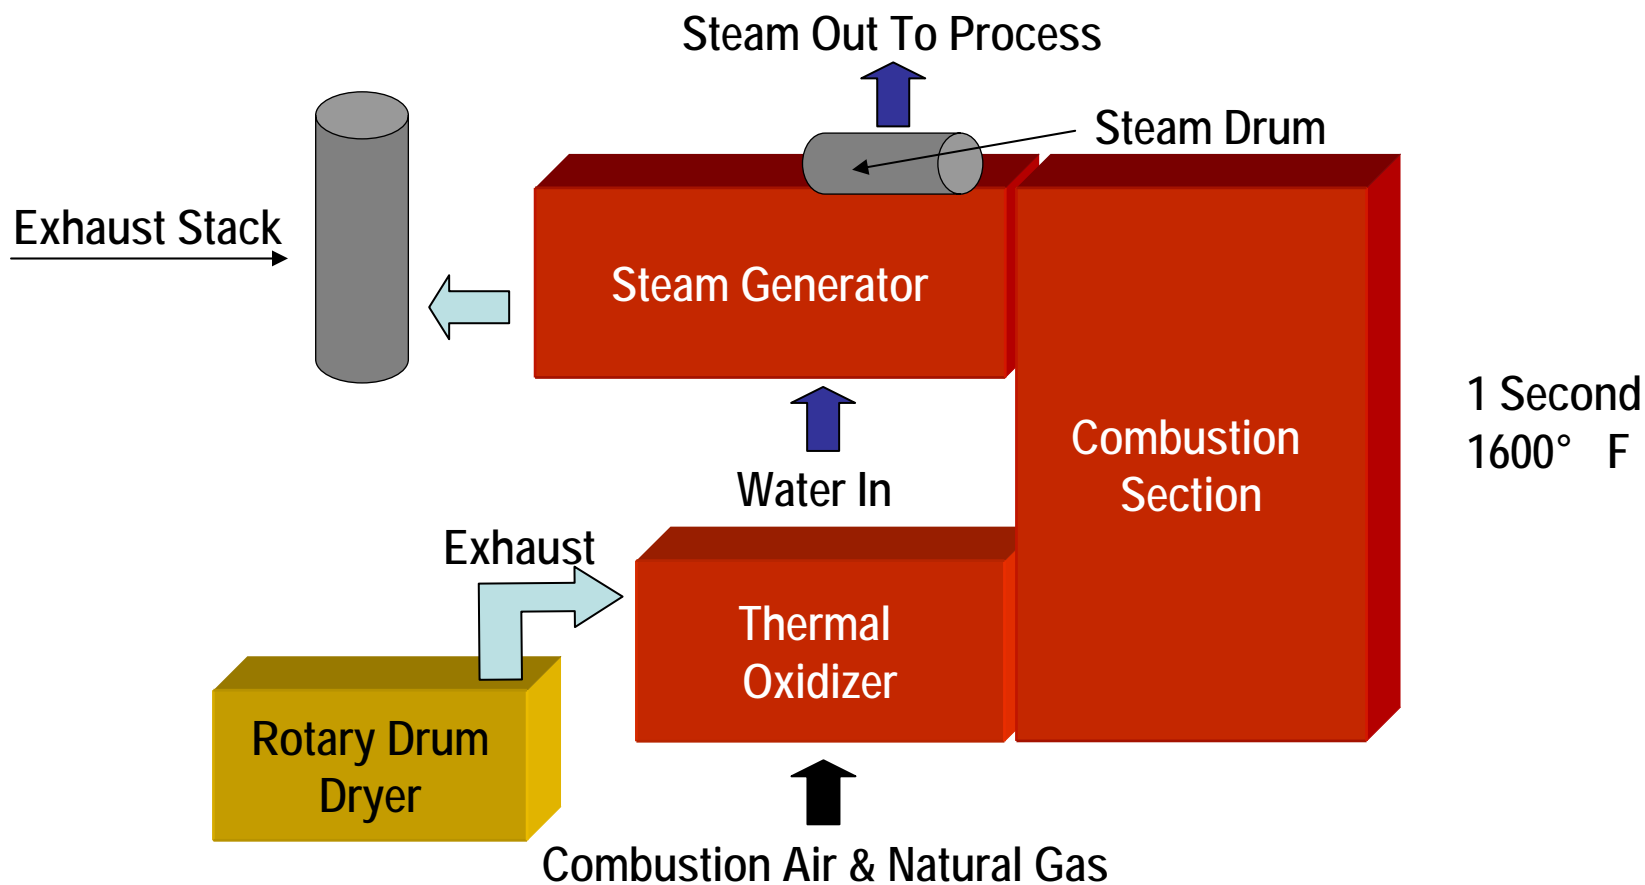 Steam Out To Process
Steam Drum
Exhaust Stack
Steam Generator
1 Second
1600° F
Combustion
Section
Water In
Exhaust
Thermal
Oxidizer
Rotary Drum
Dryer
Combustion Air & Natural Gas